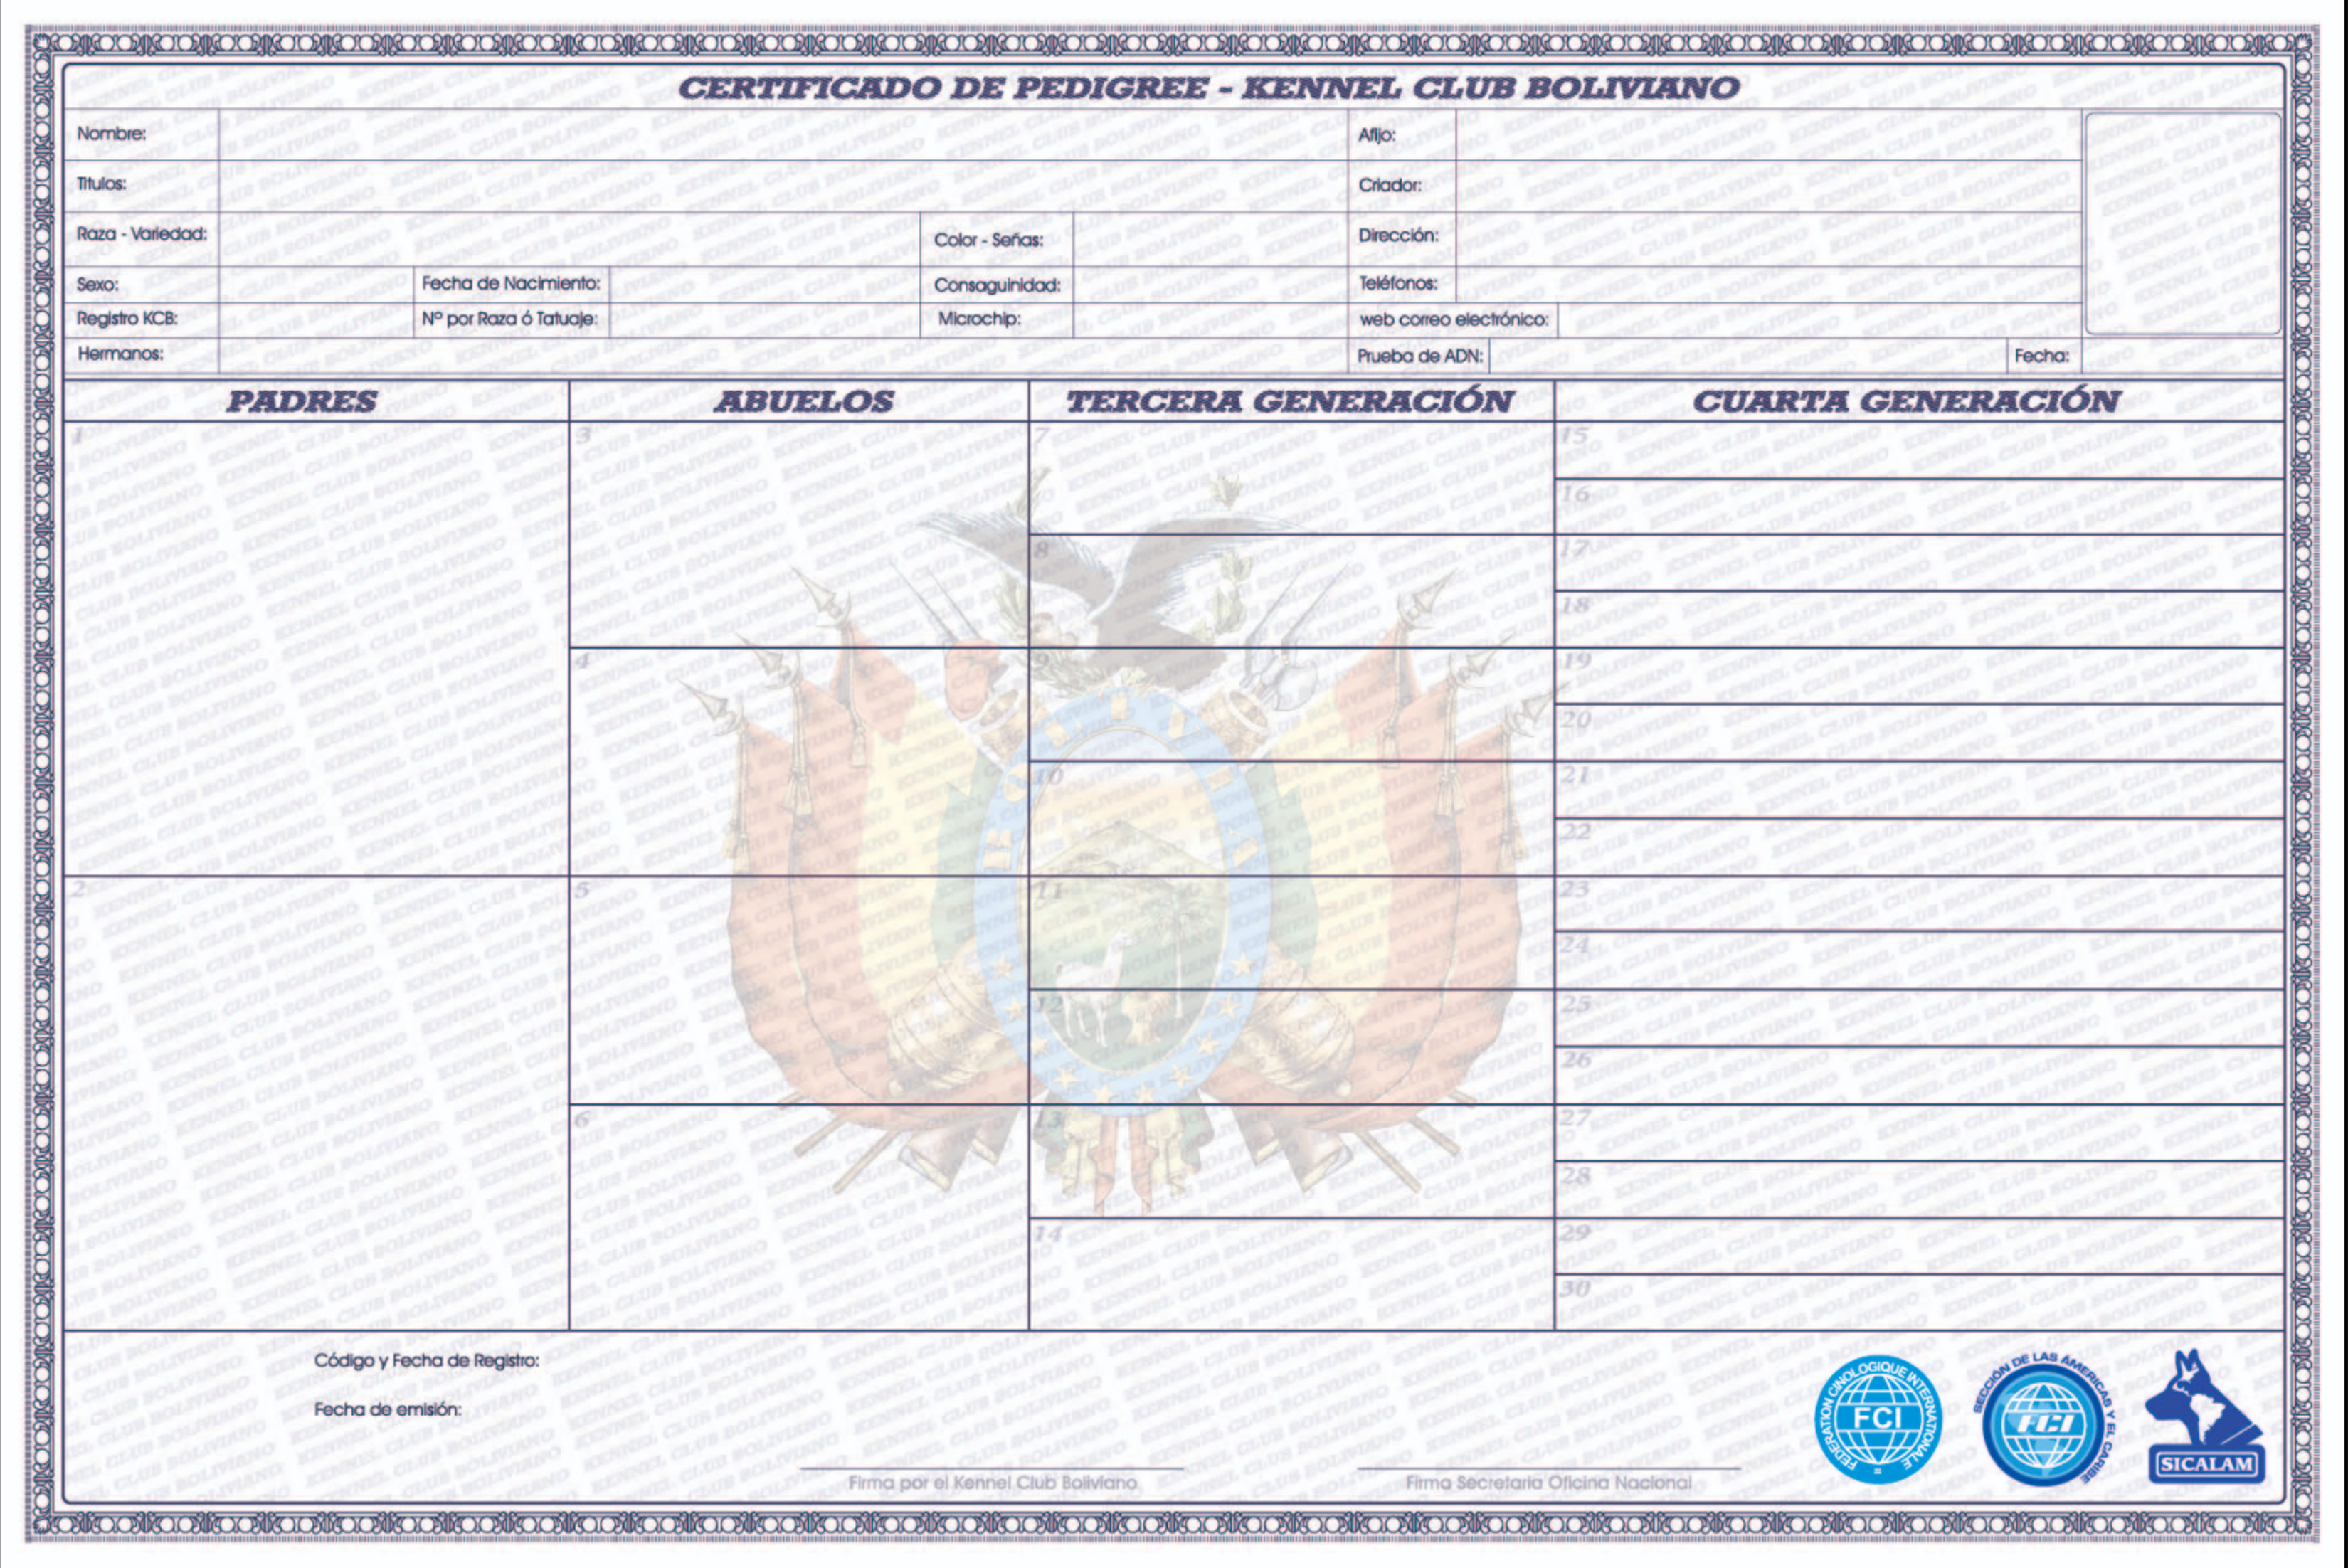 CERTIFICADO DE PEDIGREE - KENNEL CLUB BOLIVIANO
Nombre:
Afijo:
Titulos:
Criador:
Raza - Variedad:
Color - Señas:
Dirección:
Sexo:
Fecha de Nacimiento:
Consaguinidad:
Teléfonos:
Registro KCB:
Nº por Raza ó Tatuaje:
Microchip:
web correo electrónico:
Hermanos:
Prueba de ADN:
Fecha:
PADRES
ABUELOS
TERCERA GENERACIÓN
CUARTA GENERACIÓN
1
2
3
4
5
6
7
8
9
10
11
12
13
14
15
16
17
18
19
20
21
22
23
24
25
26
27
28
29
30
KENNEL CLUB BOLIVIANO
Código y Fecha de Registro:
Fecha de emisión:
Firma por el Kennel Club Boliviano
Firma Secretaria Oficina Nacional
FEDERATION CINOLOGIQUE INTERNATIONALE
FCI
SECCIÓN DE LAS ÁMERICAS Y EL CARIBE
FCI
SICALAM